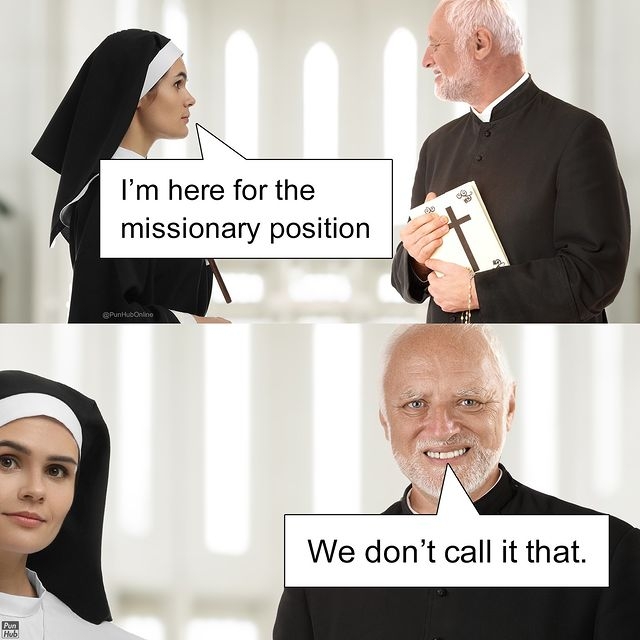 I’m here for the
missionary position
@PunHubOnline
We don’t call it that.
Pun
Hub